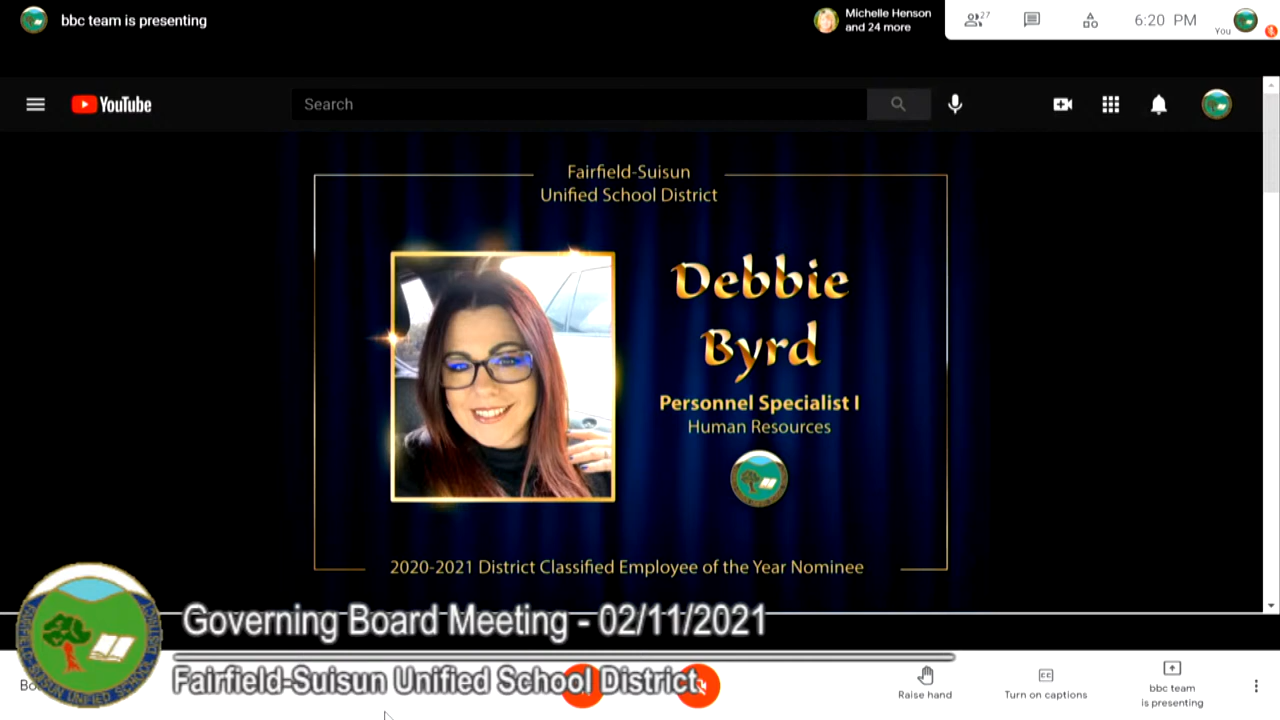 bbc team is presenting
Michelle Henson
and 24 more
27
6:20 PM
You
YouTube
Search
Fairfield-Suisun
Unified School District
Debbie
Byrd
Personnel Specialist I
Human Resources
2020-2021 District Classified Employee of the Year Nominee
Governing Board Meeting - 02/11/2021
Fairfield-Suisun Unified School District
Raise hand
CC
Turn on captions
bbc team
is presenting